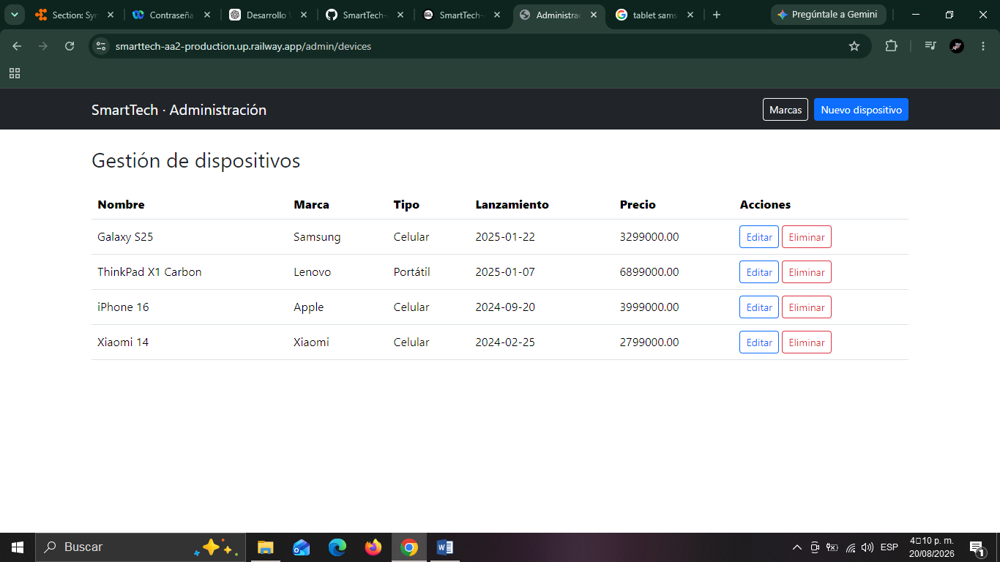 Section: Syn
Contraseña
Desarrollo
SmartTech-
SmartTech-
Administrac
tablet sams
Pregúntale a Gemini
smarttech-aa2-production.up.railway.app/admin/devices
SmartTech · Administración
Marcas
Nuevo dispositivo
Gestión de dispositivos
Nombre Marca Tipo Lanzamiento Precio Acciones
Galaxy S25 Samsung Celular 2025-01-22 3299000.00 Editar Eliminar
ThinkPad X1 Carbon Lenovo Portátil 2025-01-07 6899000.00 Editar Eliminar
iPhone 16 Apple Celular 2024-09-20 3999000.00 Editar Eliminar
Xiaomi 14 Xiaomi Celular 2024-02-25 2799000.00 Editar Eliminar
Buscar
ESP
4▯10 p. m.
20/08/2026
1